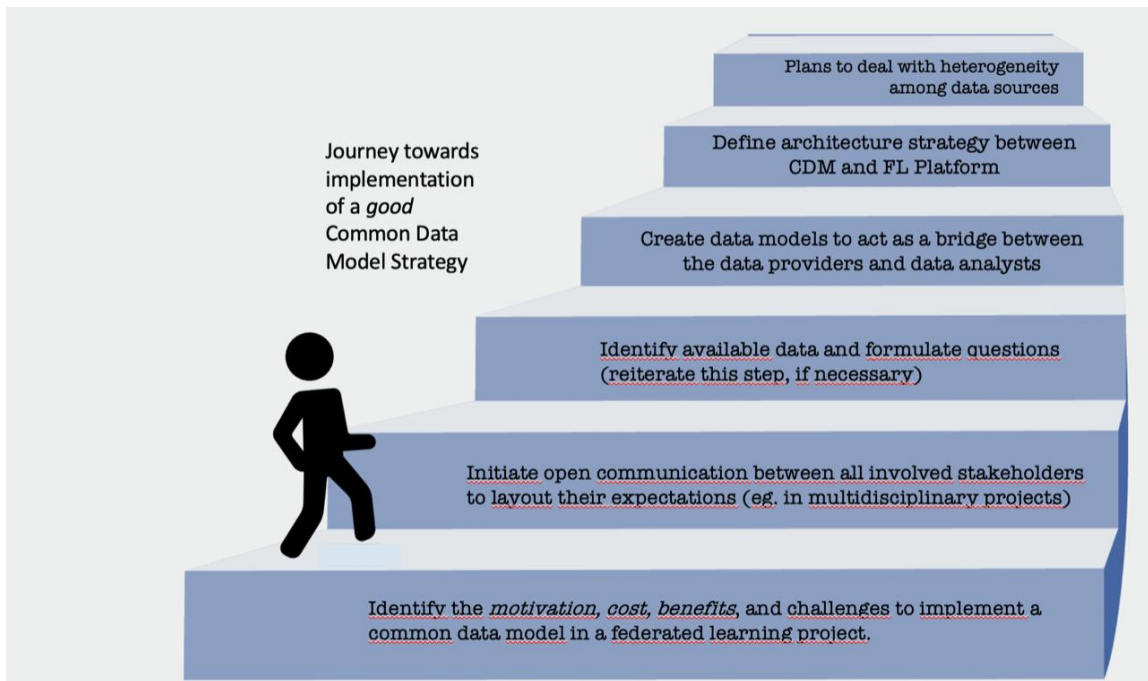 Plans to deal with heterogeneity
among data sources
Define architecture strategy between
CDM and FL Platform
Journey towards
implementation
of a good
Common Data
Model Strategy
Create data models to act as a bridge between
the data providers and data analysts
Identify available data and formulate questions
(reiterate this step, if necessary)
Initiate open communication between all involved stakeholders
to layout their expectations (eg. in multidisciplinary projects)
Identify the motivation, cost, benefits, and challenges to implement a
common data model in a federated learning project.